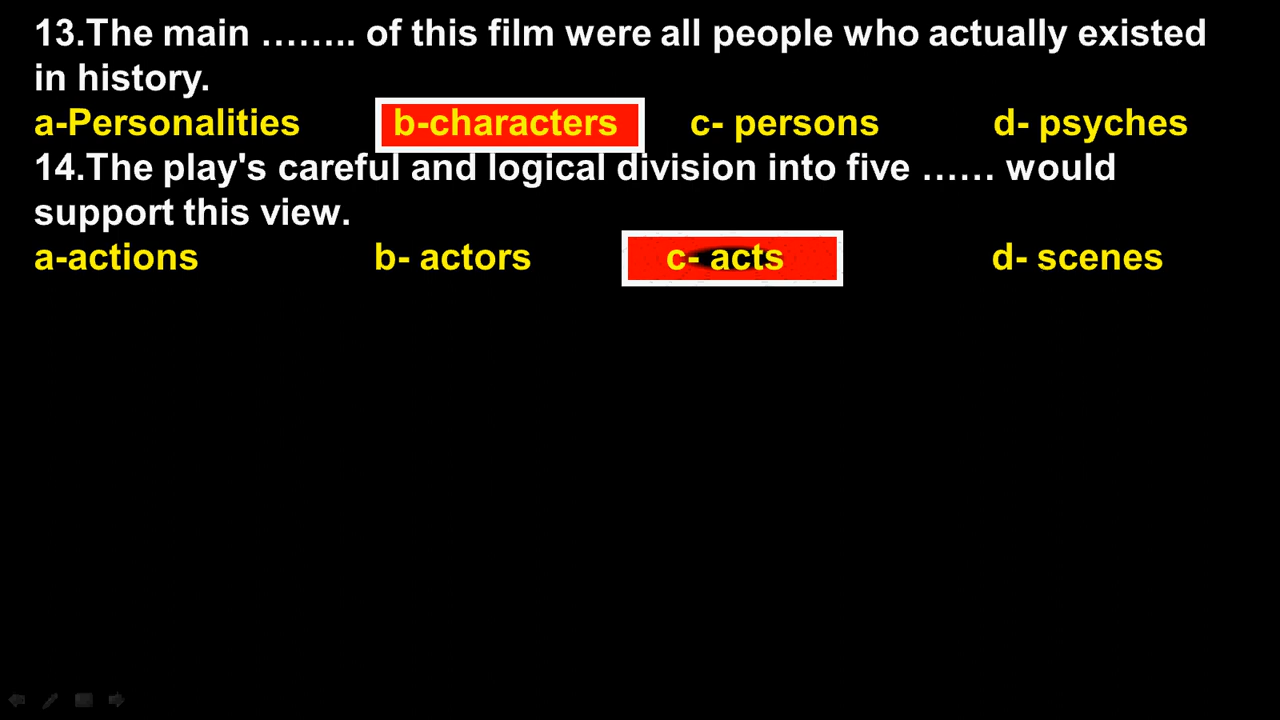 13.The main …….. of this film were all people who actually existed
in history.
a-Personalities b-characters c- persons d- psyches
14.The play's careful and logical division into five …… would
support this view.
a-actions b- actors c- acts d- scenes